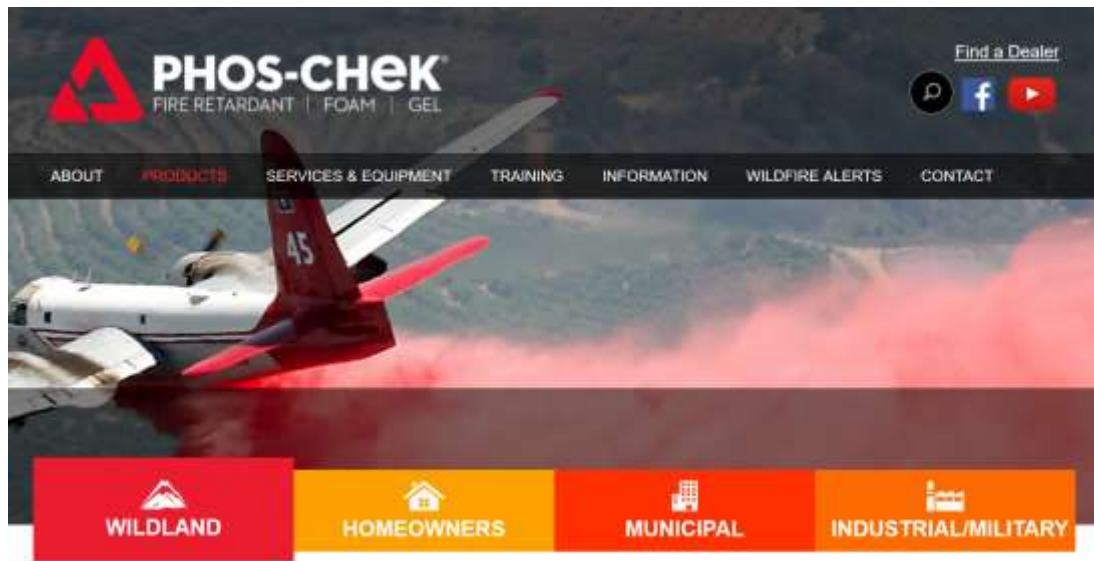 Find a Dealer
PHOS-CHeK®
FIRE RETARDANT | FOAM | GEL
ABOUT PRODUCTS SERVICES & EQUIPMENT TRAINING INFORMATION WILDFIRE ALERTS CONTACT
45
WILDLAND HOMEOWNERS MUNICIPAL INDUSTRIAL/MILITARY